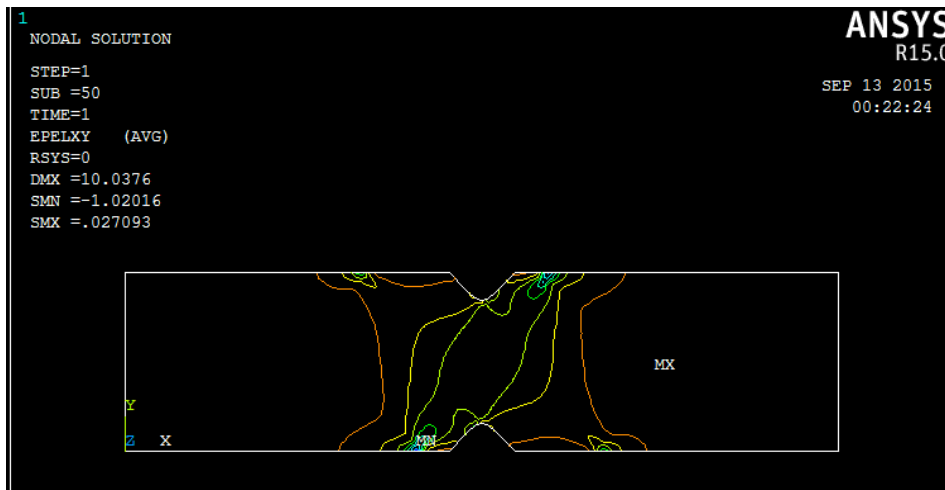 1
NODAL SOLUTION
STEP=1
SUB =50
TIME=1
EPELXY (AVG)
RSYS=0
DMX =10.0376
SMN =-1.02016
SMX =.027093
ANSYS
R15.0
SEP 13 2015
00:22:24
MX
Y
Z X
MN